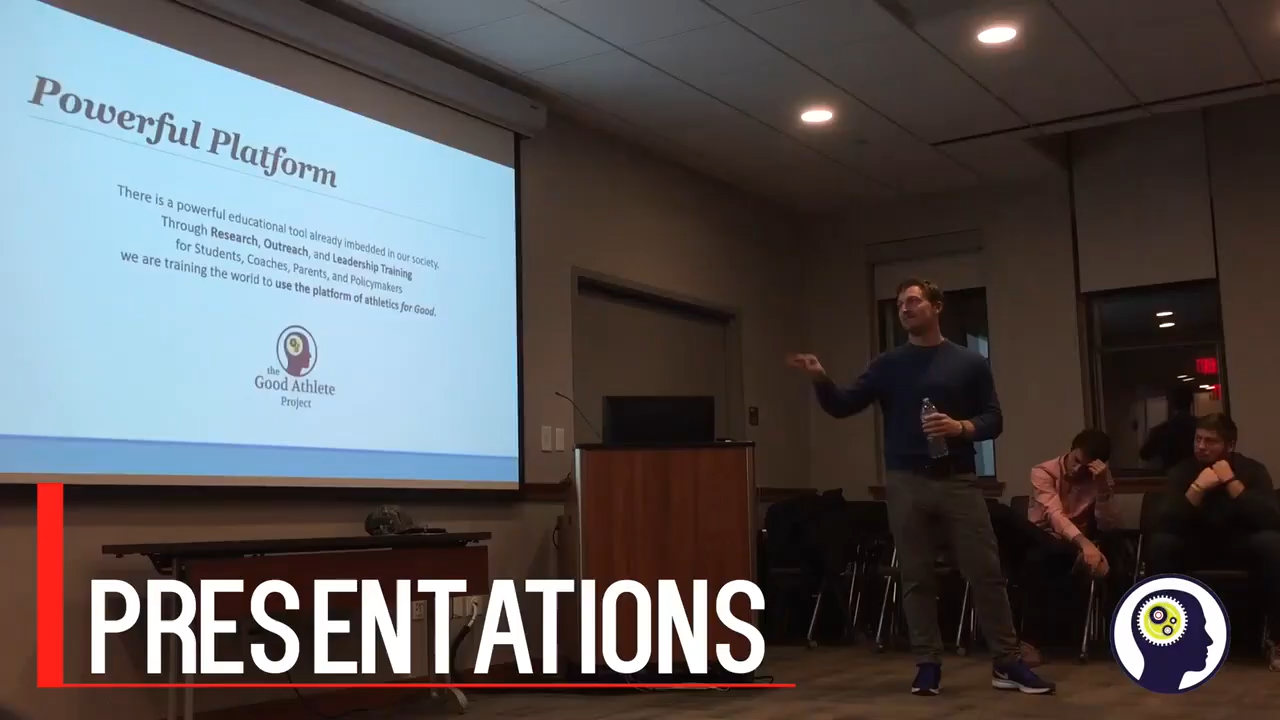 Powerful Platform
There is a powerful educational tool already imbedded in our society.
Through Research, Outreach, and Leadership Training
for Students, Coaches, Parents, and Policymakers
we are training the world to use the platform of athletics for Good.
the
Good Athlete
Project
PRESENTATIONS